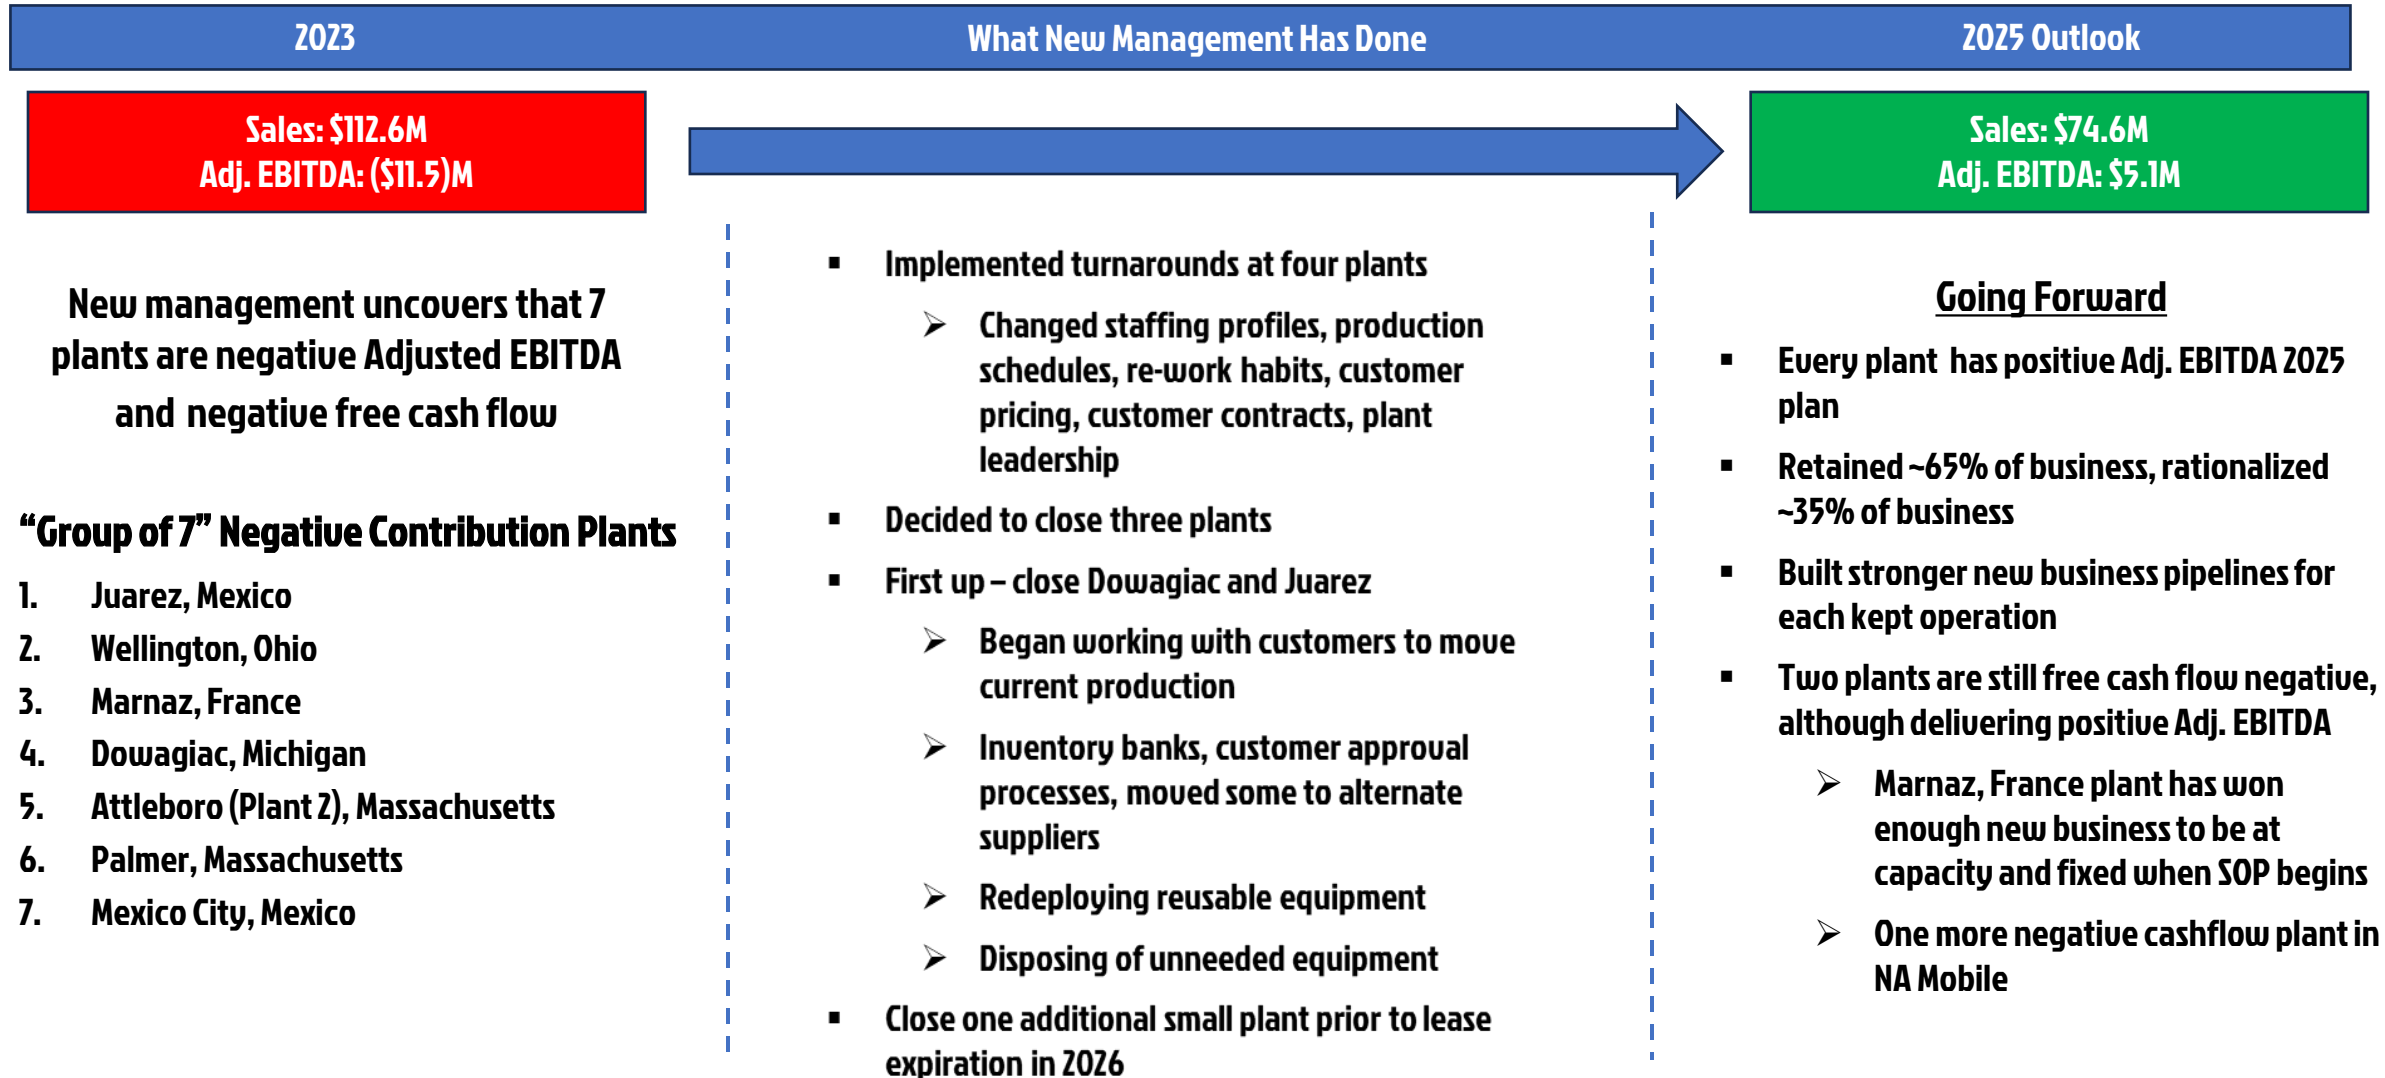 2023
What New Management Has Done
2025 Outlook
Sales: $112.6M
Adj. EBITDA: ($11.5)M
Sales: $74.6M
Adj. EBITDA: $5.1M
New management uncovers that 7
plants are negative Adjusted EBITDA
and negative free cash flow
“Group of 7” Negative Contribution Plants
1. Juarez, Mexico
2. Wellington, Ohio
3. Marnaz, France
4. Dowagiac, Michigan
5. Attleboro (Plant 2), Massachusetts
6. Palmer, Massachusetts
7. Mexico City, Mexico
▪ Implemented turnarounds at four plants
➢ Changed staffing profiles, production
schedules, re-work habits, customer
pricing, customer contracts, plant
leadership
▪ Decided to close three plants
▪ First up – close Dowagiac and Juarez
➢ Began working with customers to move
current production
➢ Inventory banks, customer approval
processes, moved some to alternate
suppliers
➢ Redeploying reusable equipment
➢ Disposing of unneeded equipment
▪ Close one additional small plant prior to lease
expiration in 2026
Going Forward
▪ Every plant has positive Adj. EBITDA 2025
plan
▪ Retained ~65% of business, rationalized
~35% of business
▪ Built stronger new business pipelines for
each kept operation
▪ Two plants are still free cash flow negative,
although delivering positive Adj. EBITDA
➢ Marnaz, France plant has won
enough new business to be at
capacity and fixed when SOP begins
➢ One more negative cashflow plant in
NA Mobile